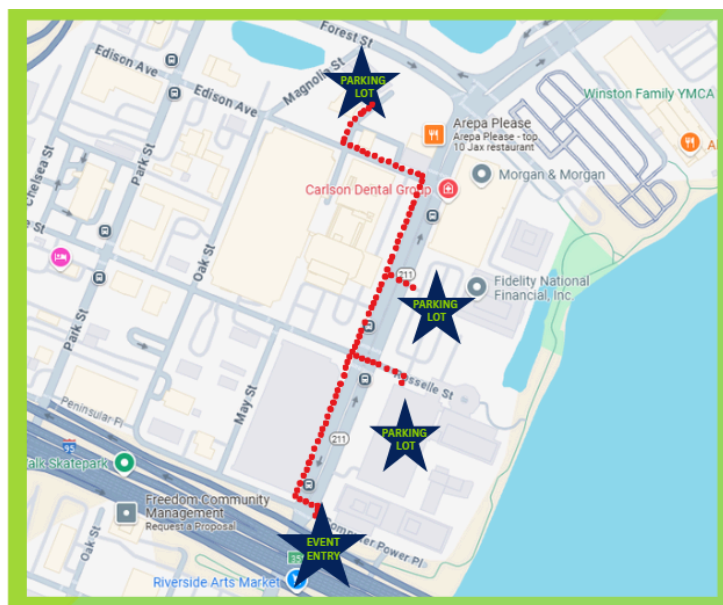 Forest St
Edison Ave
Magnolia St
PARKING
LOT
Winston Family YMCA
Edison Ave
Arepa Please
Arepa Please - top
10 Jax restaurant
Park St
Chelsea St
Morgan & Morgan
Carlson Dental Group
Oak St
211
Fidelity National
Financial, Inc
PARKING
LOT
Park St
Rosselle St
May St
Peninsular Pl
PARKING
LOT
211
95
alk Skatepark
Freedom Community
Management
Request a Proposal
Oak St
EVENT
ENTRY
Computer Power Pl
Riverside Arts Market